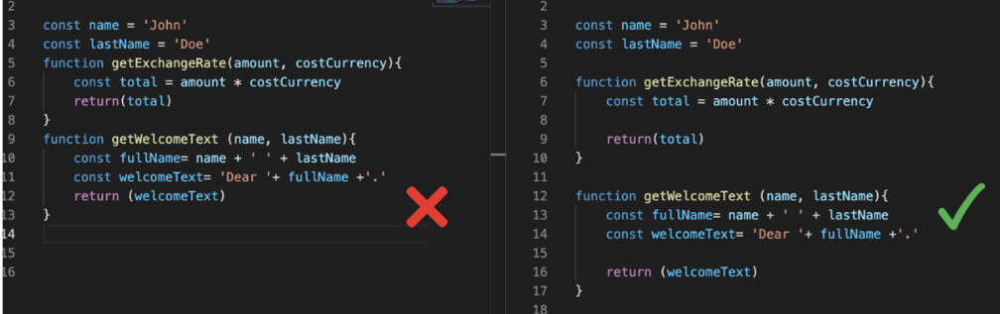 2
3 const name = 'John'
4 const lastName = 'Doe'
5 function getExchangeRate(amount, costCurrency){
6 const total = amount * costCurrency
7 return(total)
8 }
9 function getWelcomeText (name, lastName){
10 const fullName= name + ' ' + lastName
11 const welcomeText= 'Dear '+ fullName +'.'
12 return (welcomeText)
13 }
14
15
16
2
3 const name = 'John'
4 const lastName = 'Doe'
5
6 function getExchangeRate(amount, costCurrency){
7 const total = amount * costCurrency
8
9 return(total)
10 }
11
12 function getWelcomeText (name, lastName){
13 const fullName= name + ' ' + lastName
14 const welcomeText= 'Dear '+ fullName +'.'
15
16 return (welcomeText)
17 }
18